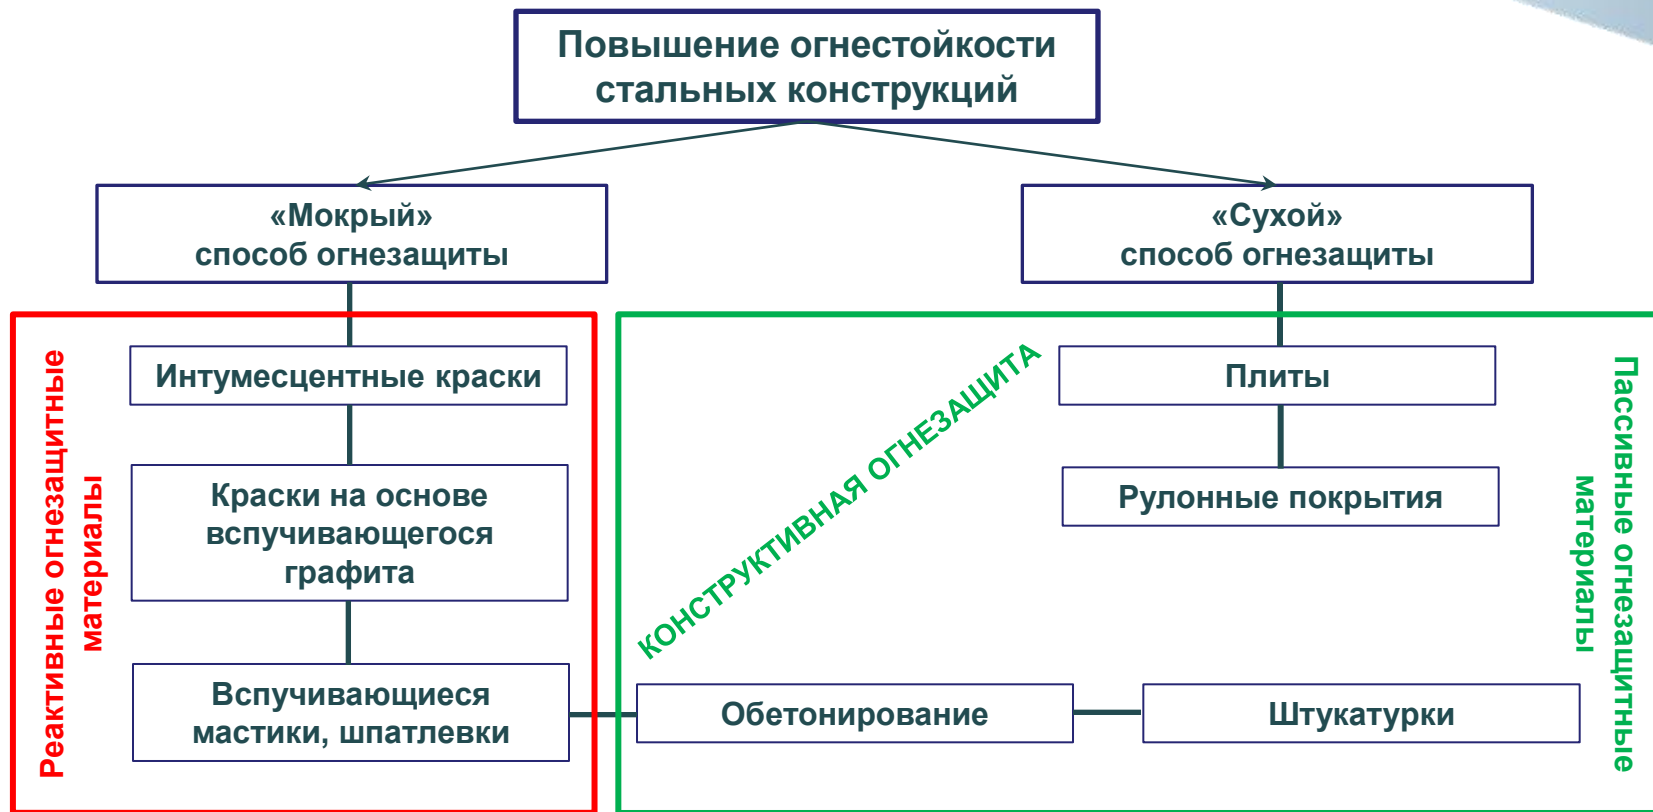 Повышение огнестойкости
стальных конструкций
«Мокрый»
способ огнезащиты
«Сухой»
способ огнезащиты
Реактивные огнезащитные
материалы
Интумесцентные краски
Краски на основе
вспучивающегося
графита
Вспучивающиеся
мастики, шпатлевки
КОНСТРУКТИВНАЯ ОГНЕЗАЩИТА
Плиты
Рулонные покрытия
Обетонирование
Штукатурки
Пассивные огнезащитные
материалы